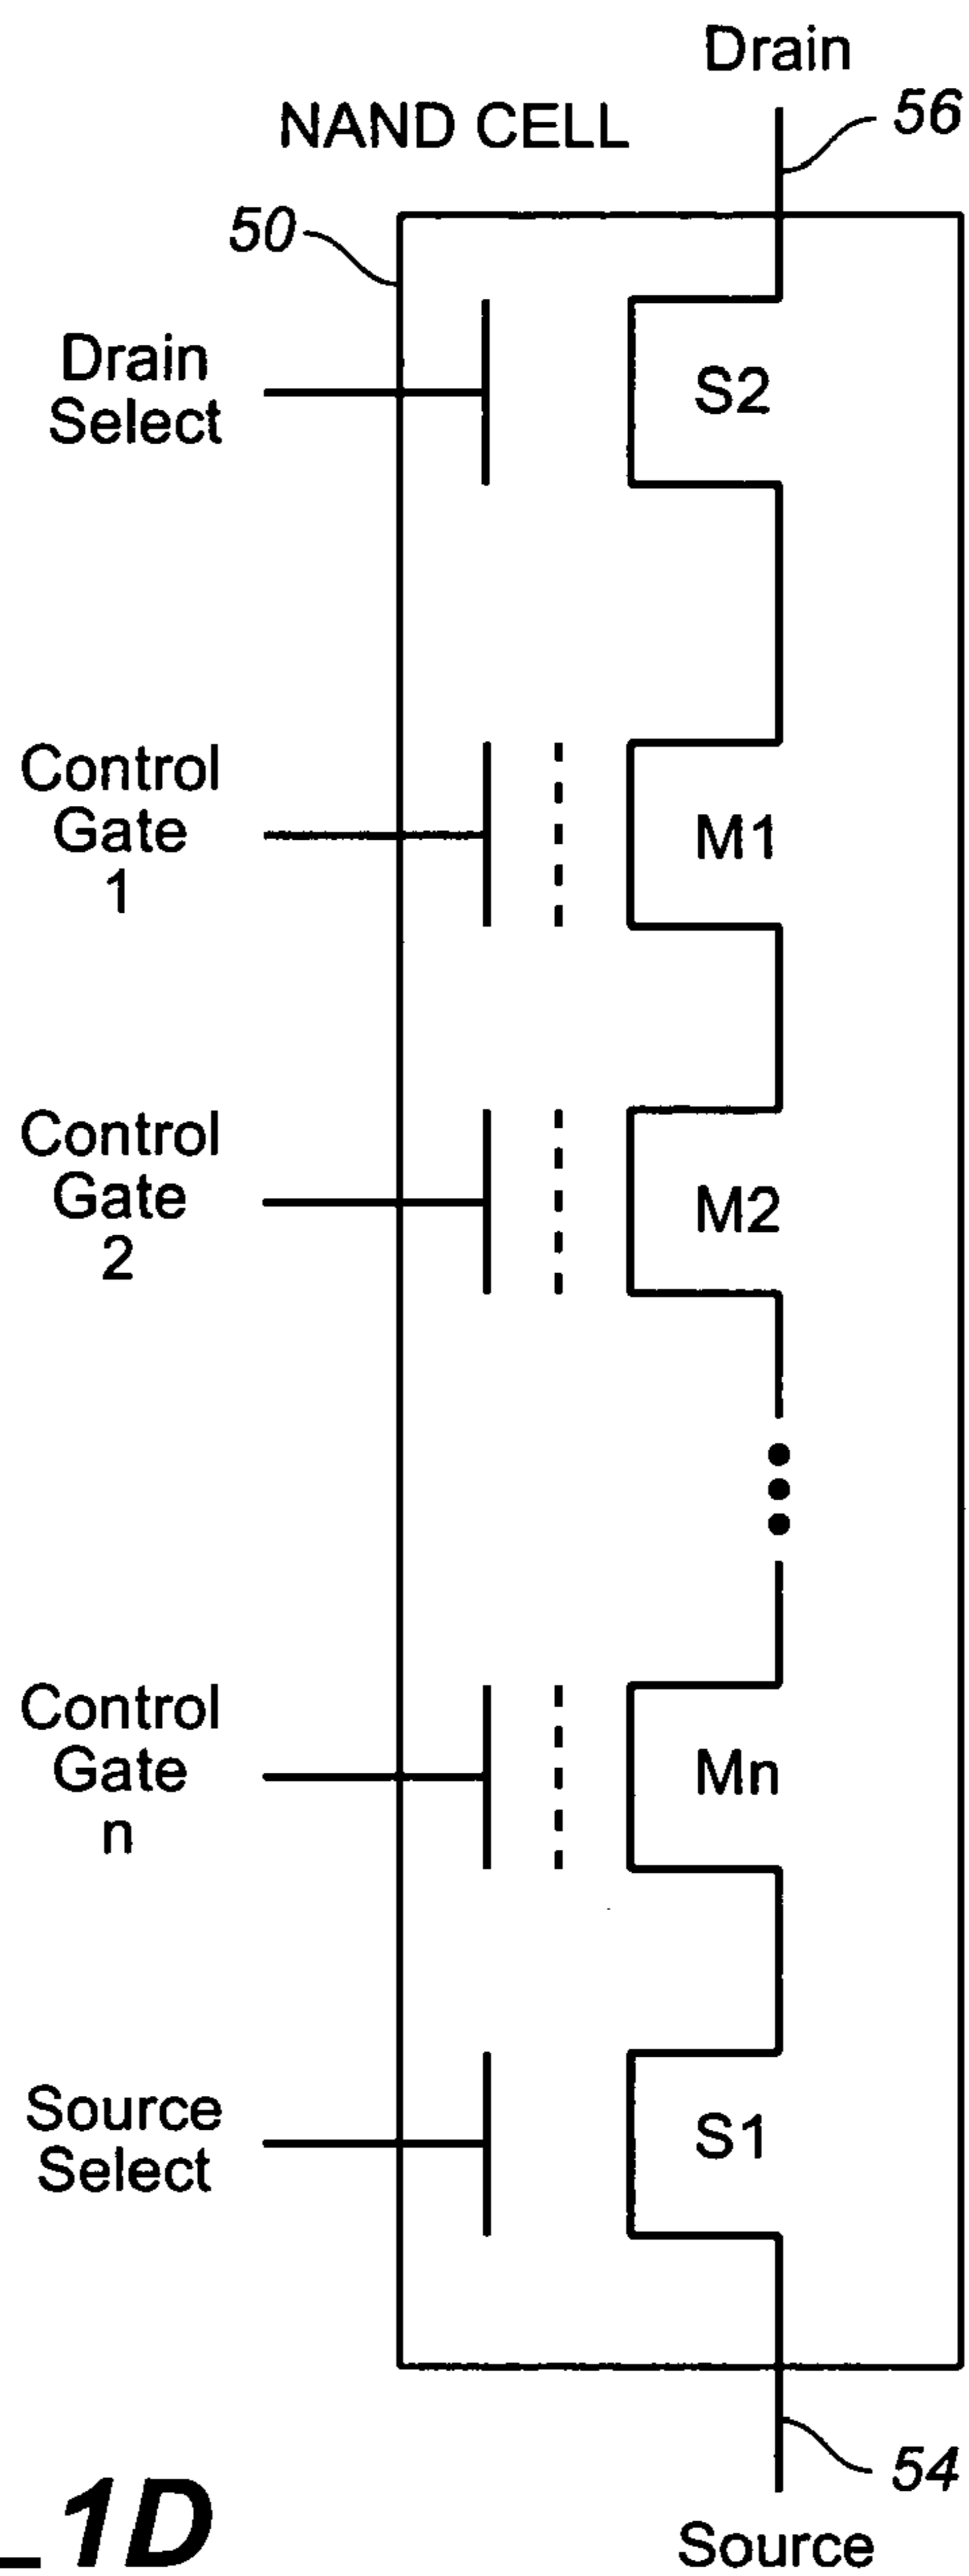 Drain
56
NAND CELL
50
Drain
Select
S2
Control
Gate
1
M1
Control
Gate
2
M2
Control
Gate
n
Mn
Source
Select
S1
54
1D
Source